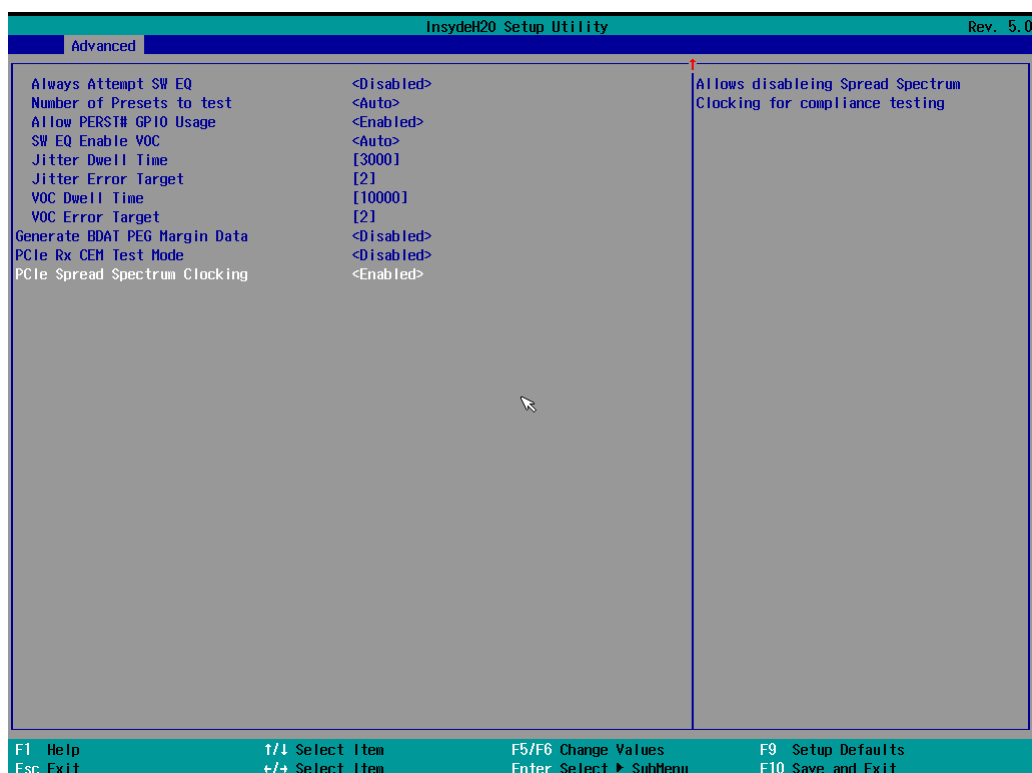 InsydeH20 Setup Utility Rev. 5.0
Advanced
Always Attempt SW EQ <Disabled>
Number of Presets to test <Auto>
Allow PERST# GPIO Usage <Enabled>
SW EQ Enable VOC <Auto>
Jitter Dwell Time [3000]
Jitter Error Target [2]
VOC Dwell Time [10000]
VOC Error Target [2]
Generate BDAT PEG Margin Data <Disabled>
PCIe Rx CEM Test Mode <Disabled>
PCIe Spread Spectrum Clocking <Enabled>
Allows disableing Spread Spectrum
Clocking for compliance testing
F1 Help ↑/↓ Select Item F5/F6 Change Values F9 Setup Defaults
Esc Exit ←/→ Select Item Enter Select ▶ SubMenu F10 Save and Exit